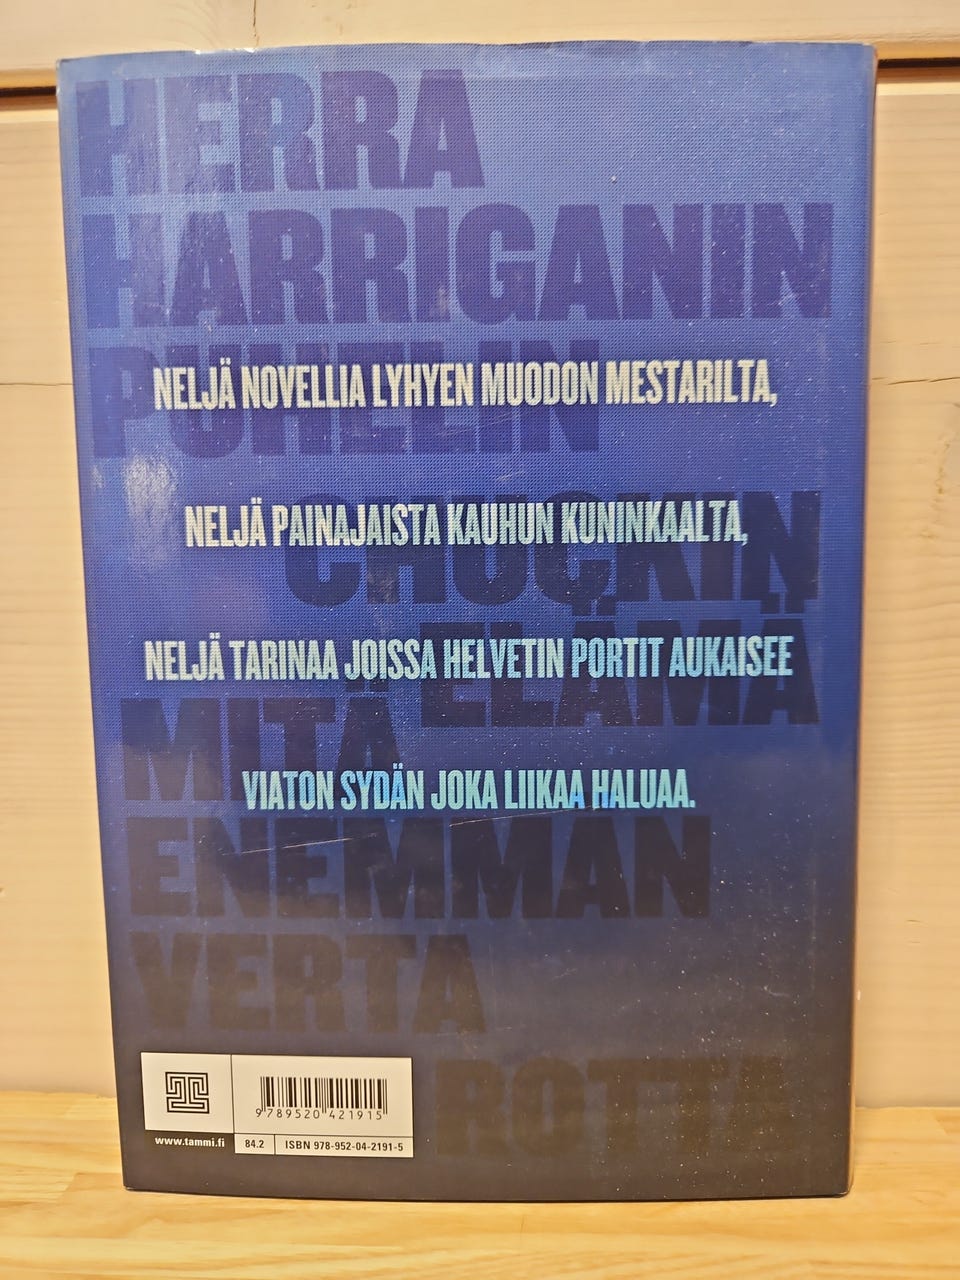 HERRA
HARRIGANIN
PUHELIN
NELJÄ NOVELLIA LYHYEN MUODON MESTARILTA,
CHUCKIN
NELJÄ PAINAJAISTA KAUHUN KUNINKAALTA,
ELÄMÄ
NELJÄ TARINAA JOISSA HELVETIN PORTIT AUKAISEE
MITÄ
VIATON SYDÄN JOKA LIIKAA HALUAA.
ENEMMÄN
VERTA
ROTTA
9 789520 421915
www.tammi.fi
84.2
ISBN 978-952-04-2191-5